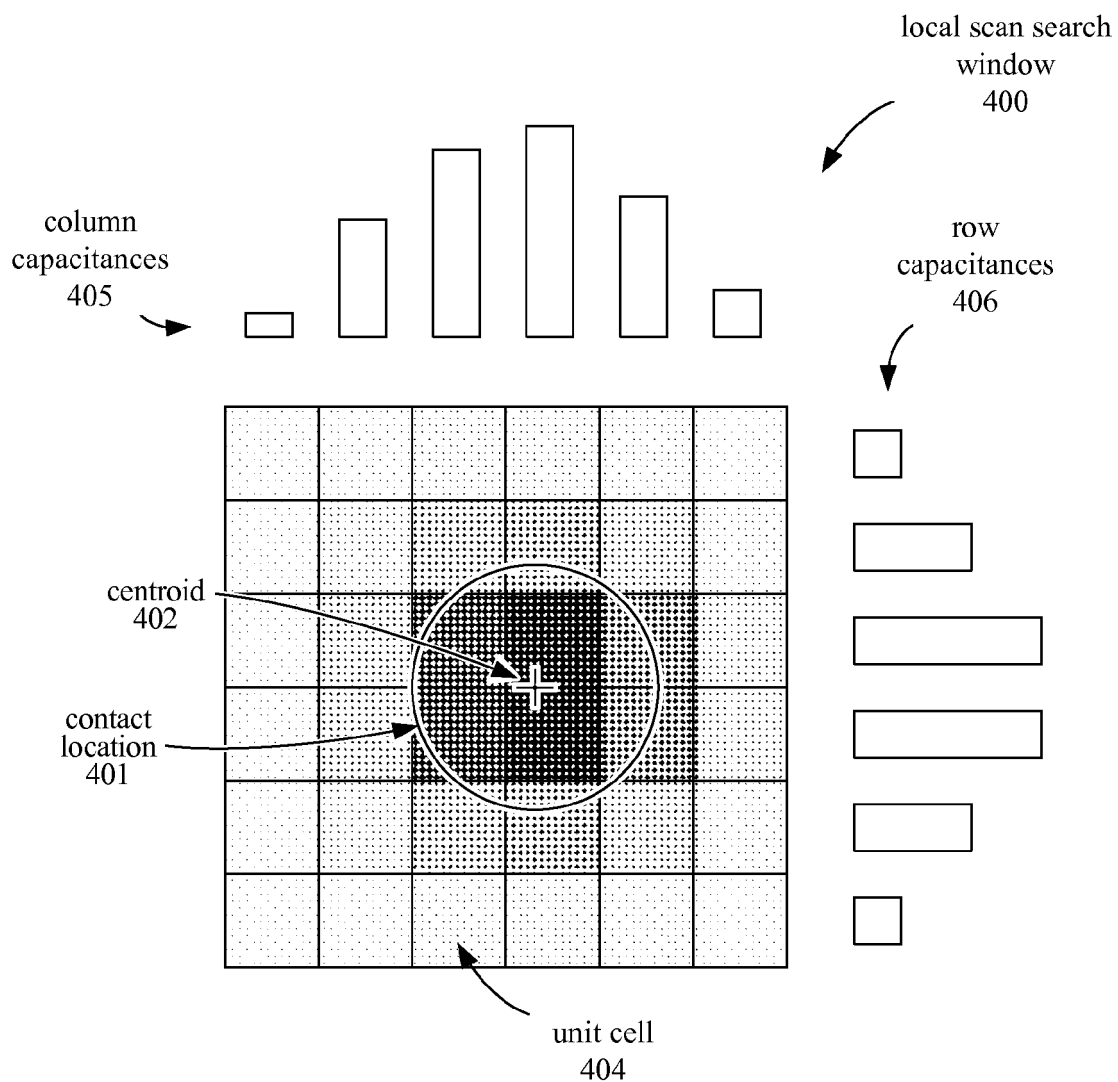 local scan search
window
400
column
capacitances
405
row
capacitances
406
centroid
402
contact
location
401
unit cell
404